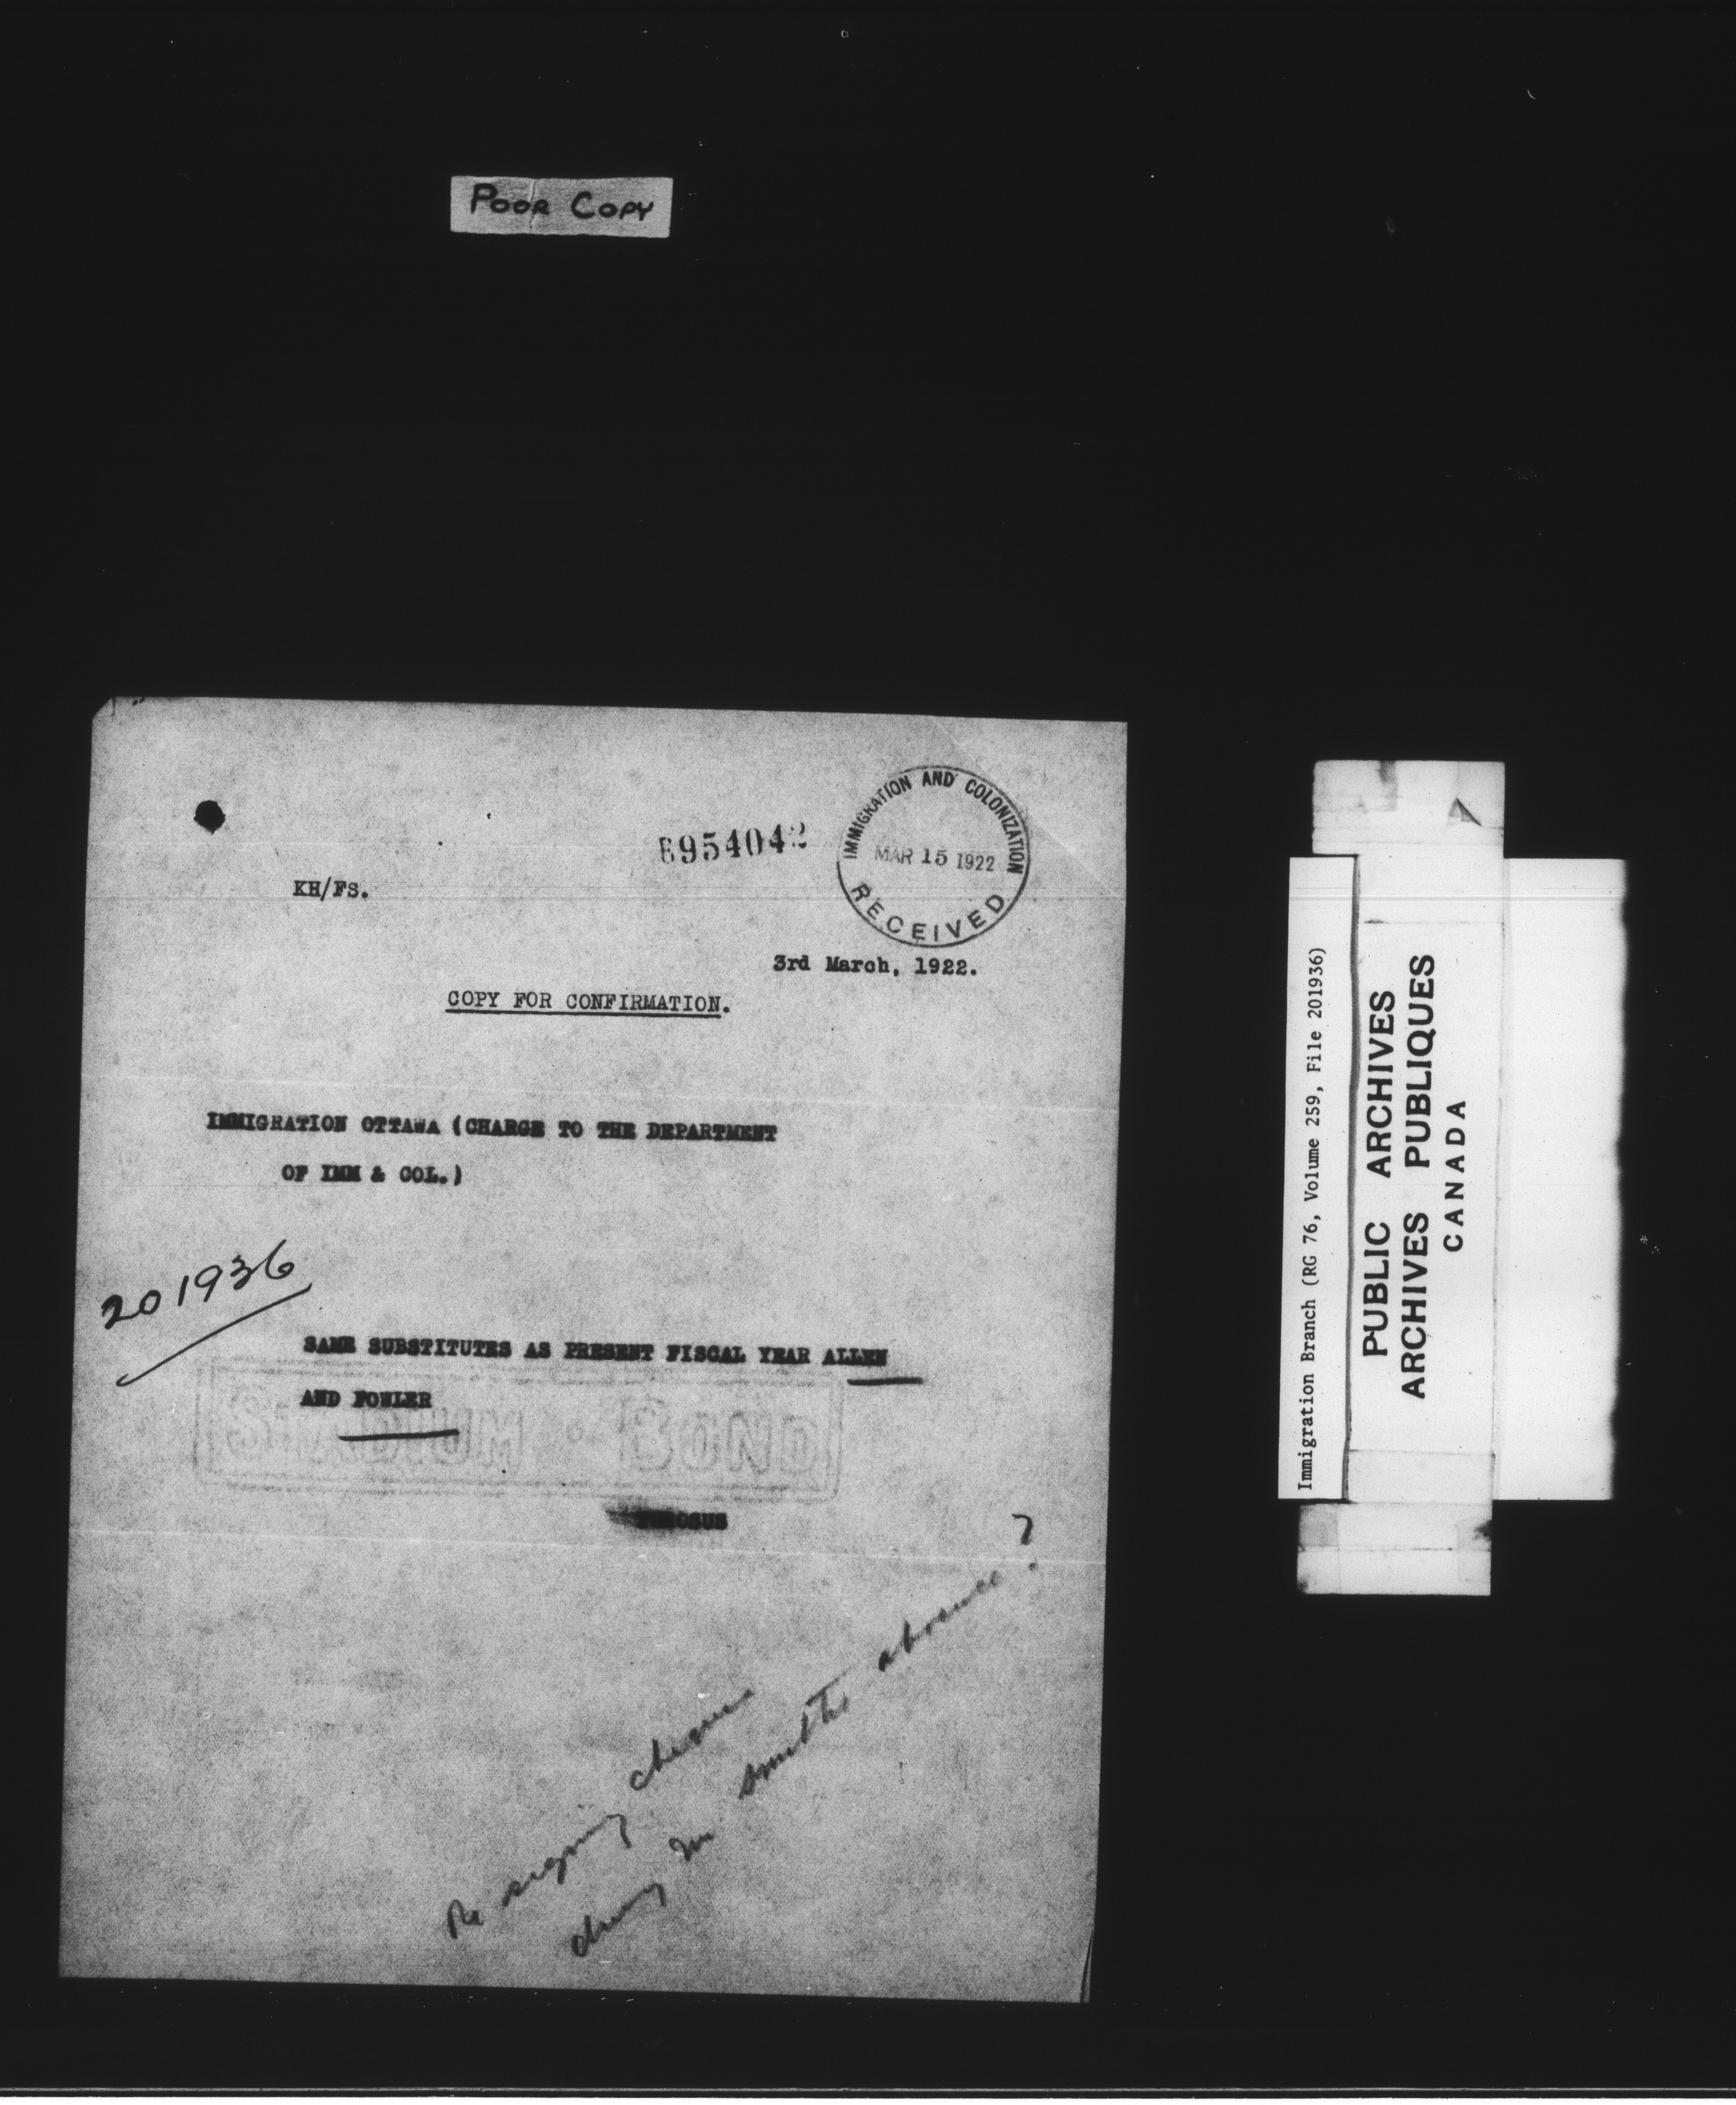 POOR COPY
B954042
IMMIGRATION AND COLONIZATION
MAR 15 1922
RECEIVED
KH/FS.
3rd March, 1922.
COPY FOR CONFIRMATION.
IMMIGRATION OTTAWA (CHARGE TO THE DEPARTMENT
OF IMM & COL.)
201936
SAME SUBSTITUTES AS PRESENT FISCAL YEAR ALLEN
AND FOWLER
STADIUM BOND
Re signing cheques
during Mr Smith's absence?
Immigration Branch (RG 76, Volume 259, File 201936)
PUBLIC ARCHIVES
ARCHIVES PUBLIQUES
CANADA